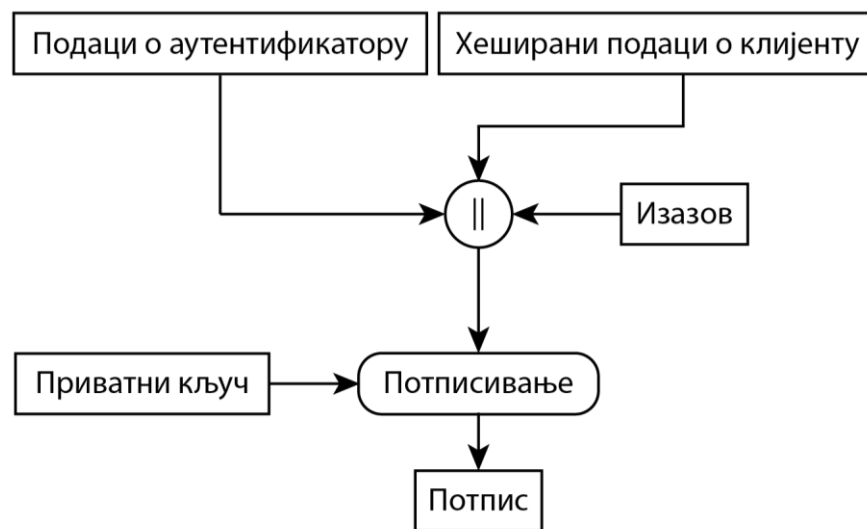 Подаци о аутентификатору
Хеширани подаци о клијенту
||
Изазов
Приватни кључ
Потписивање
Потпис